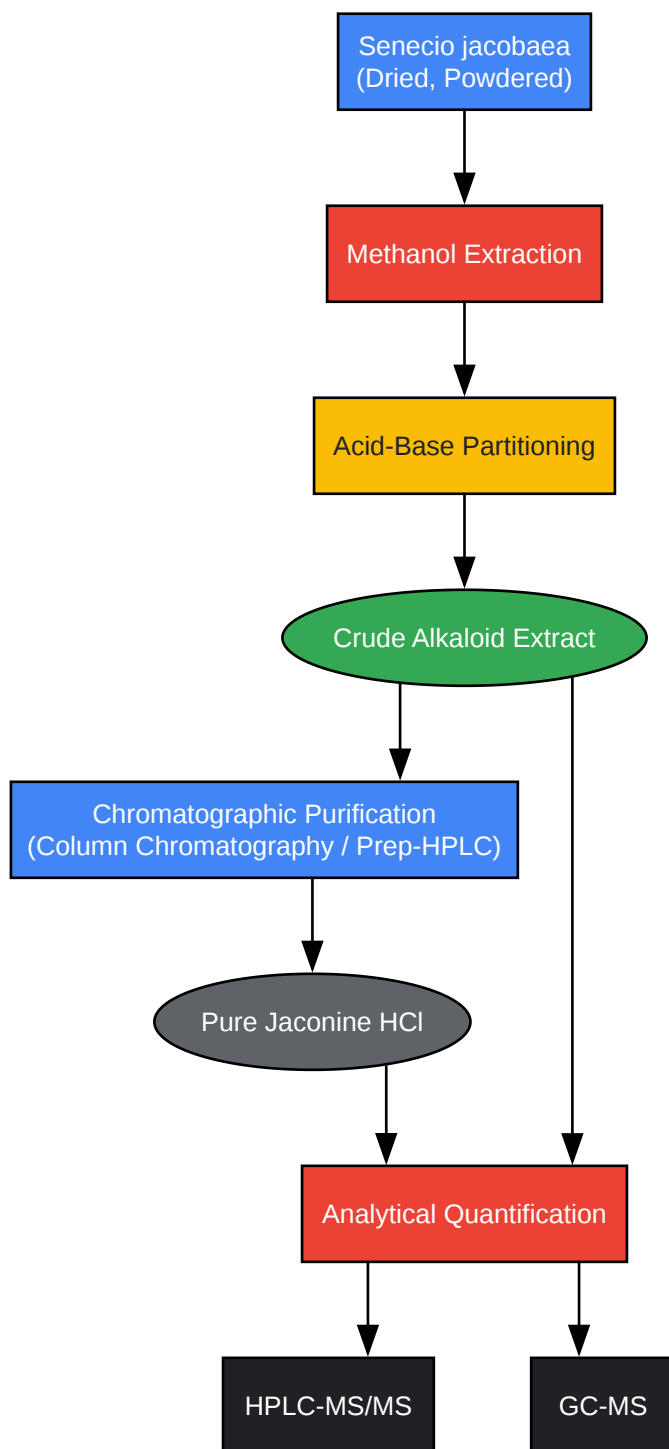 Senecio jacobaea
(Dried, Powdered)
Methanol Extraction
Acid-Base Partitioning
Crude Alkaloid Extract
Chromatographic Purification
(Column Chromatography / Prep-HPLC)
Pure Jaconine HCl
Analytical Quantification
HPLC-MS/MS
GC-MS